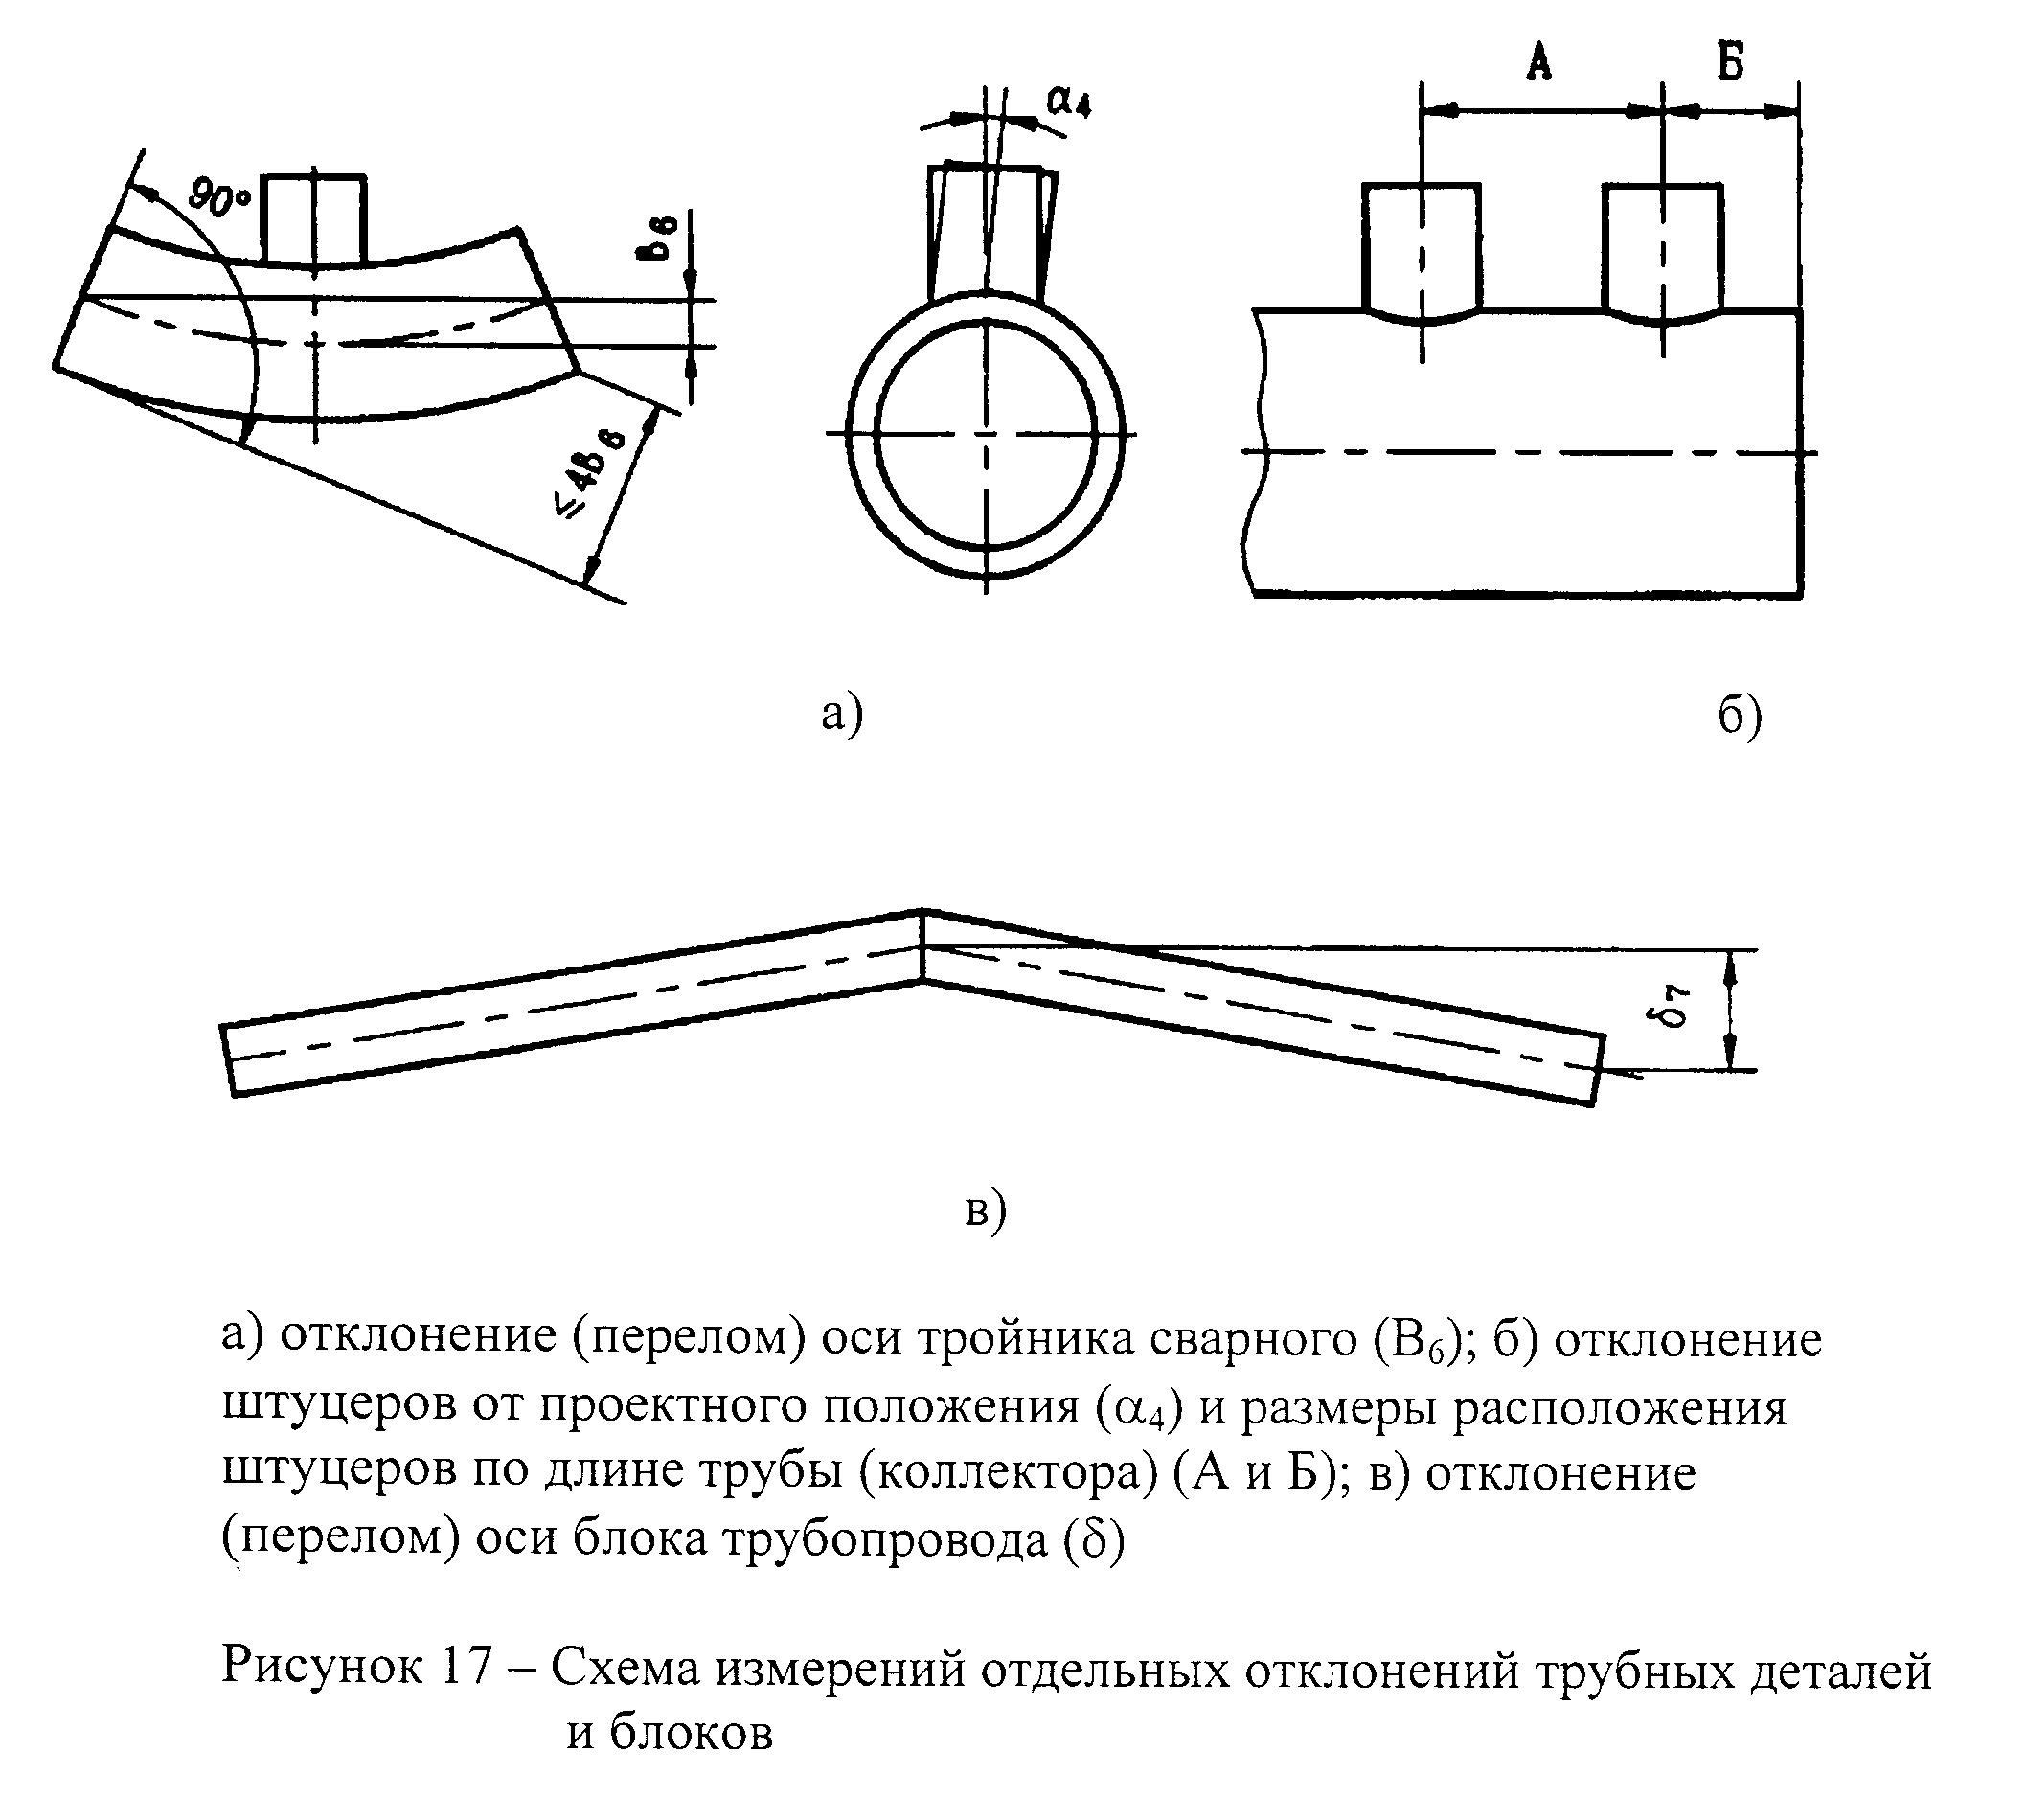 А
Б
α₄
90°
в₆
≤4в₆
а)
б)
δ₇
в)
а) отклонение (перелом) оси тройника сварного (В₆); б) отклонение
штуцеров от проектного положения (α₄) и размеры расположения
штуцеров по длине трубы (коллектора) (А и Б); в) отклонение
(перелом) оси блока трубопровода (δ)
Рисунок 17 – Схема измерений отдельных отклонений трубных деталей
и блоков